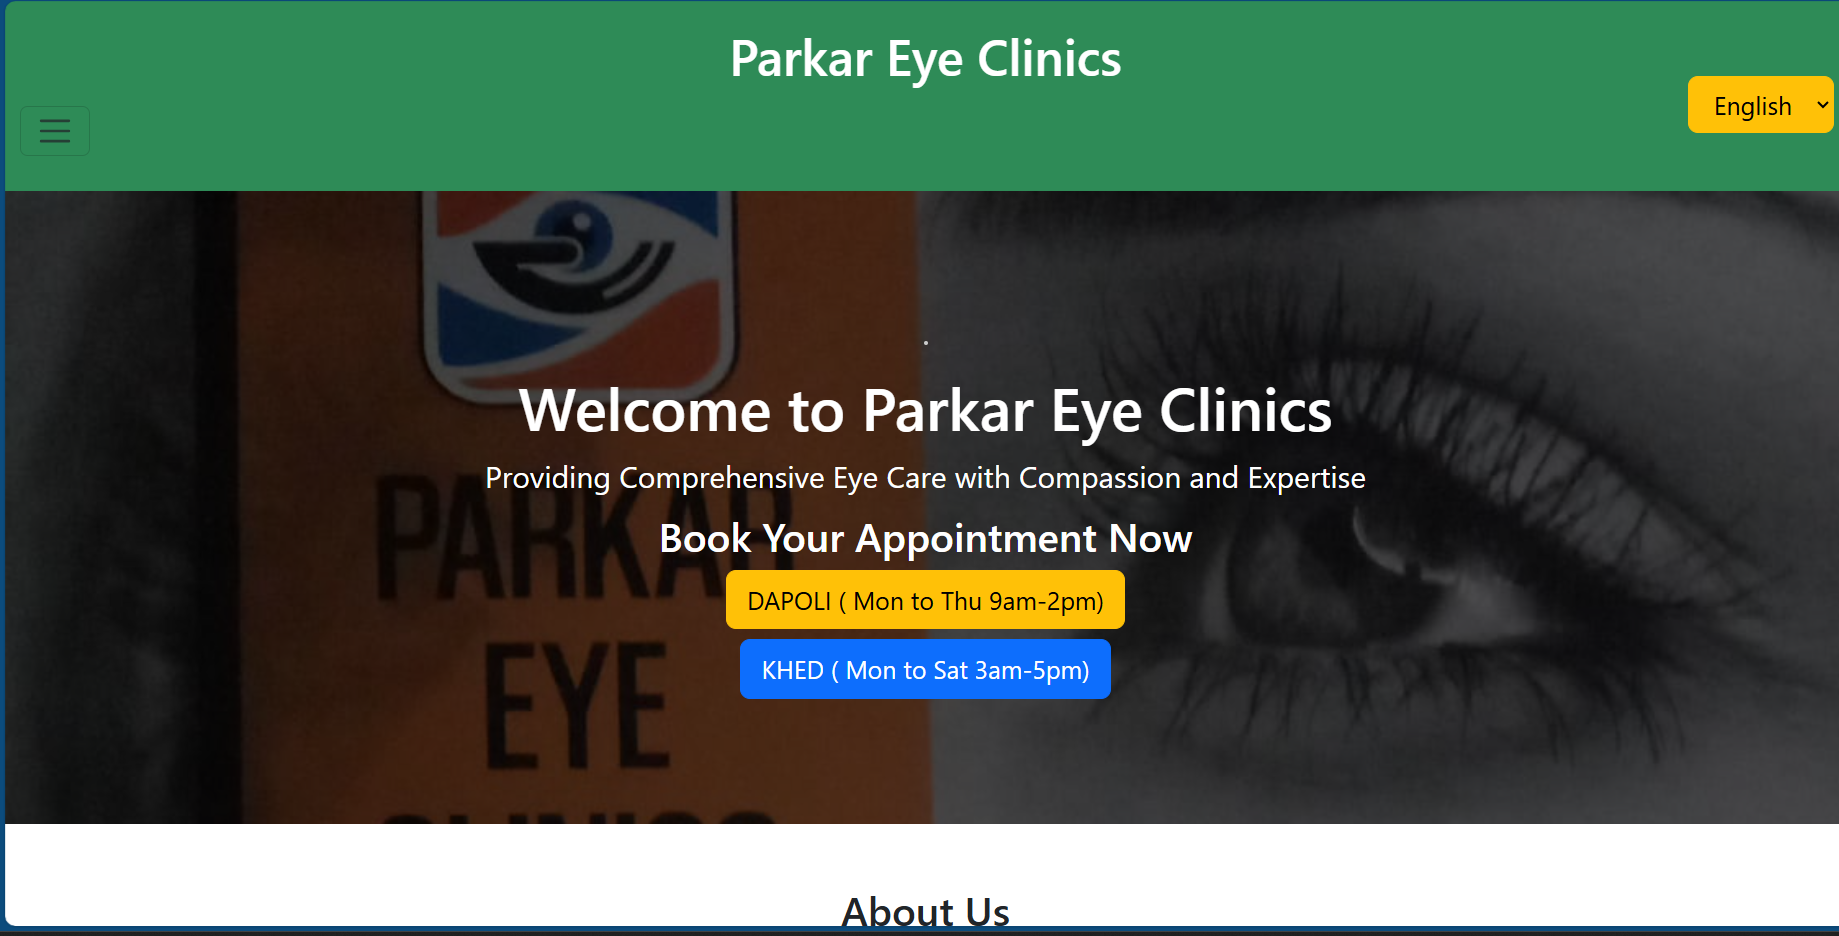 Parkar Eye Clinics
English
Welcome to Parkar Eye Clinics
Providing Comprehensive Eye Care with Compassion and Expertise
Book Your Appointment Now
DAPOLI ( Mon to Thu 9am-2pm)
KHED ( Mon to Sat 3am-5pm)
PARKAR
EYE
CLINICS
About Us